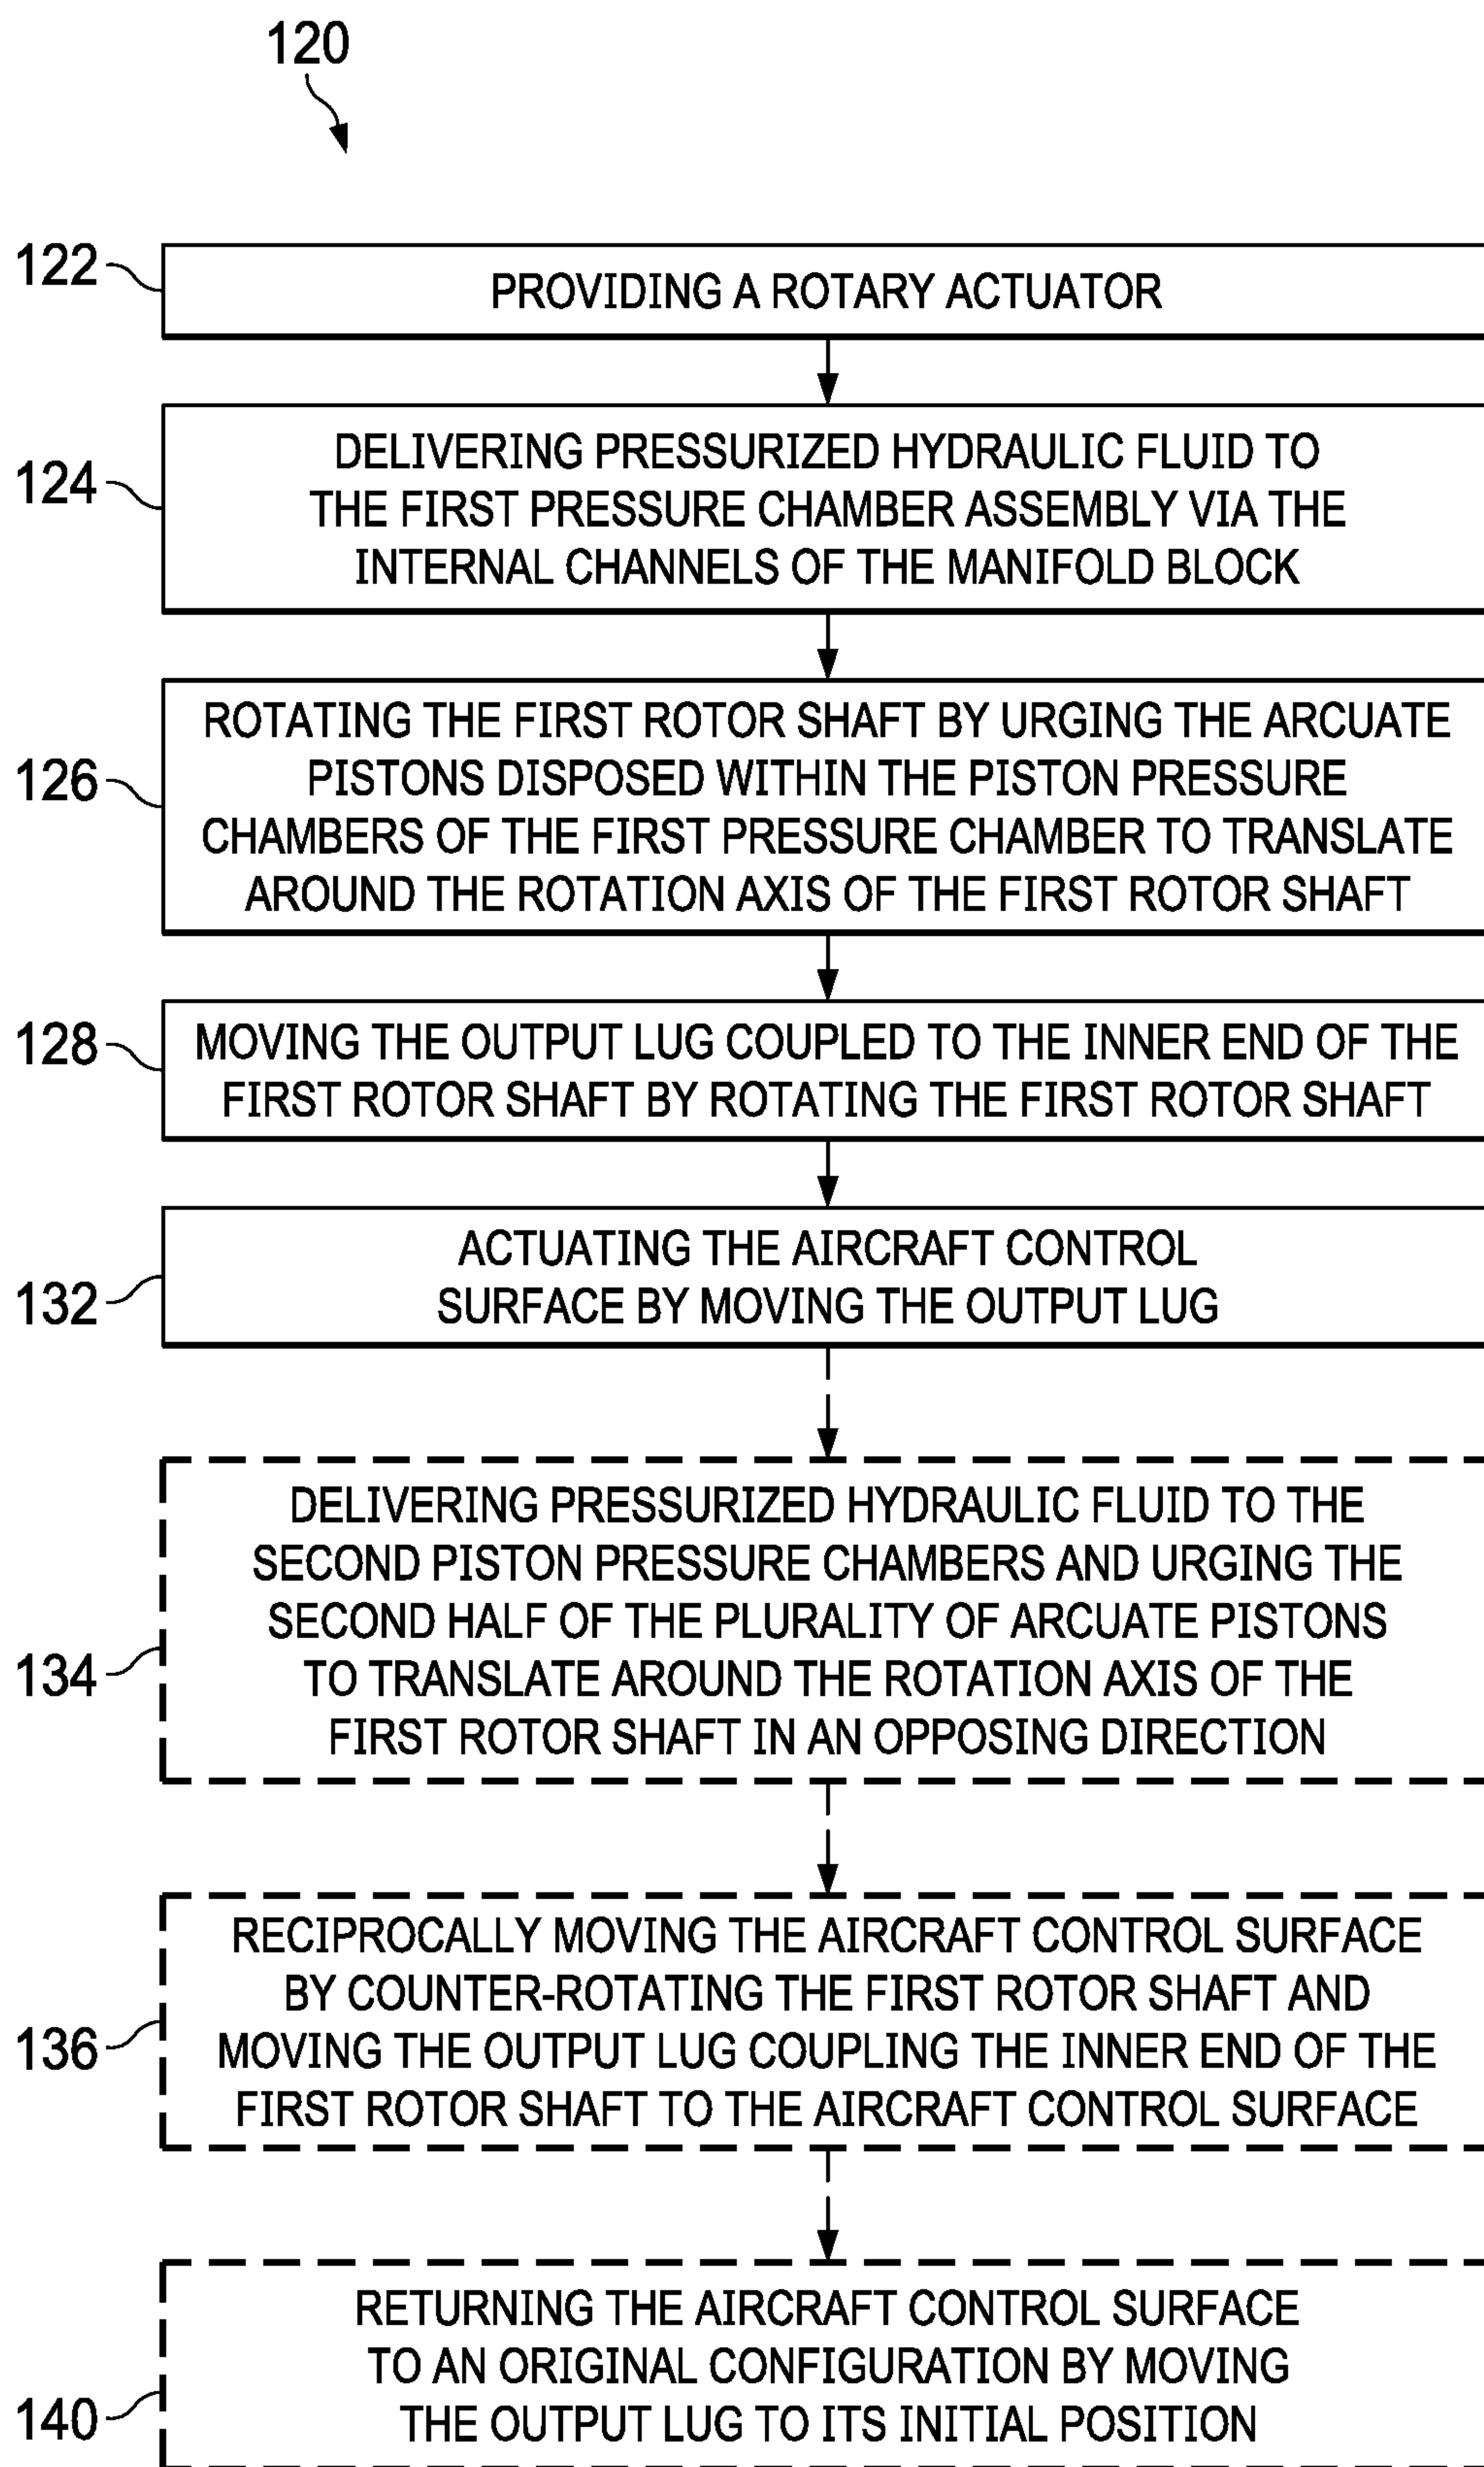 120
122
PROVIDING A ROTARY ACTUATOR
124
DELIVERING PRESSURIZED HYDRAULIC FLUID TO
THE FIRST PRESSURE CHAMBER ASSEMBLY VIA THE
INTERNAL CHANNELS OF THE MANIFOLD BLOCK
126
ROTATING THE FIRST ROTOR SHAFT BY URGING THE ARCUATE
PISTONS DISPOSED WITHIN THE PISTON PRESSURE
CHAMBERS OF THE FIRST PRESSURE CHAMBER TO TRANSLATE
AROUND THE ROTATION AXIS OF THE FIRST ROTOR SHAFT
128
MOVING THE OUTPUT LUG COUPLED TO THE INNER END OF THE
FIRST ROTOR SHAFT BY ROTATING THE FIRST ROTOR SHAFT
132
ACTUATING THE AIRCRAFT CONTROL
SURFACE BY MOVING THE OUTPUT LUG
134
DELIVERING PRESSURIZED HYDRAULIC FLUID TO THE
SECOND PISTON PRESSURE CHAMBERS AND URGING THE
SECOND HALF OF THE PLURALITY OF ARCUATE PISTONS
TO TRANSLATE AROUND THE ROTATION AXIS OF THE
FIRST ROTOR SHAFT IN AN OPPOSING DIRECTION
136
RECIPROCALLY MOVING THE AIRCRAFT CONTROL SURFACE
BY COUNTER-ROTATING THE FIRST ROTOR SHAFT AND
MOVING THE OUTPUT LUG COUPLING THE INNER END OF THE
FIRST ROTOR SHAFT TO THE AIRCRAFT CONTROL SURFACE
140
RETURNING THE AIRCRAFT CONTROL SURFACE
TO AN ORIGINAL CONFIGURATION BY MOVING
THE OUTPUT LUG TO ITS INITIAL POSITION